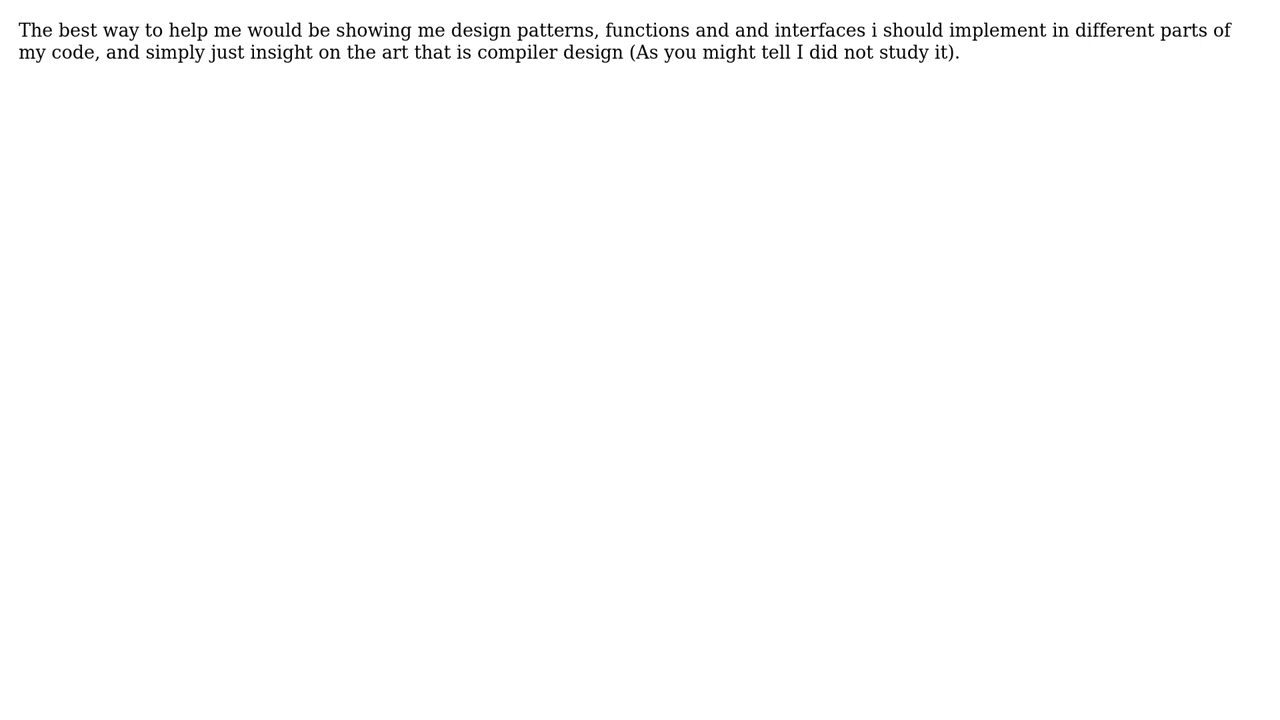 The best way to help me would be showing me design patterns, functions and and interfaces i should implement in different parts of
my code, and simply just insight on the art that is compiler design (As you might tell I did not study it).